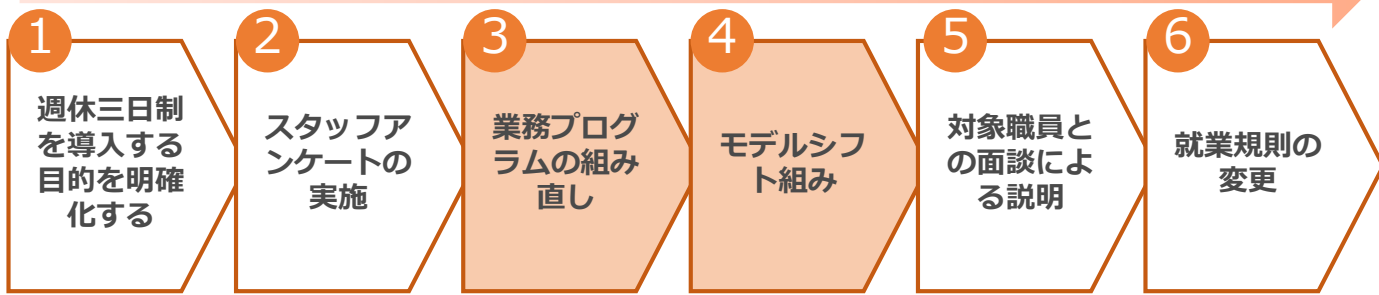 1
週休三日制
を導入する
目的を明確
化する
2
スタッフア
ンケートの
実施
3
業務プログ
ラムの組み
直し
4
モデルシフ
ト組み
5
対象職員と
の面談によ
る説明
6
就業規則の
変更